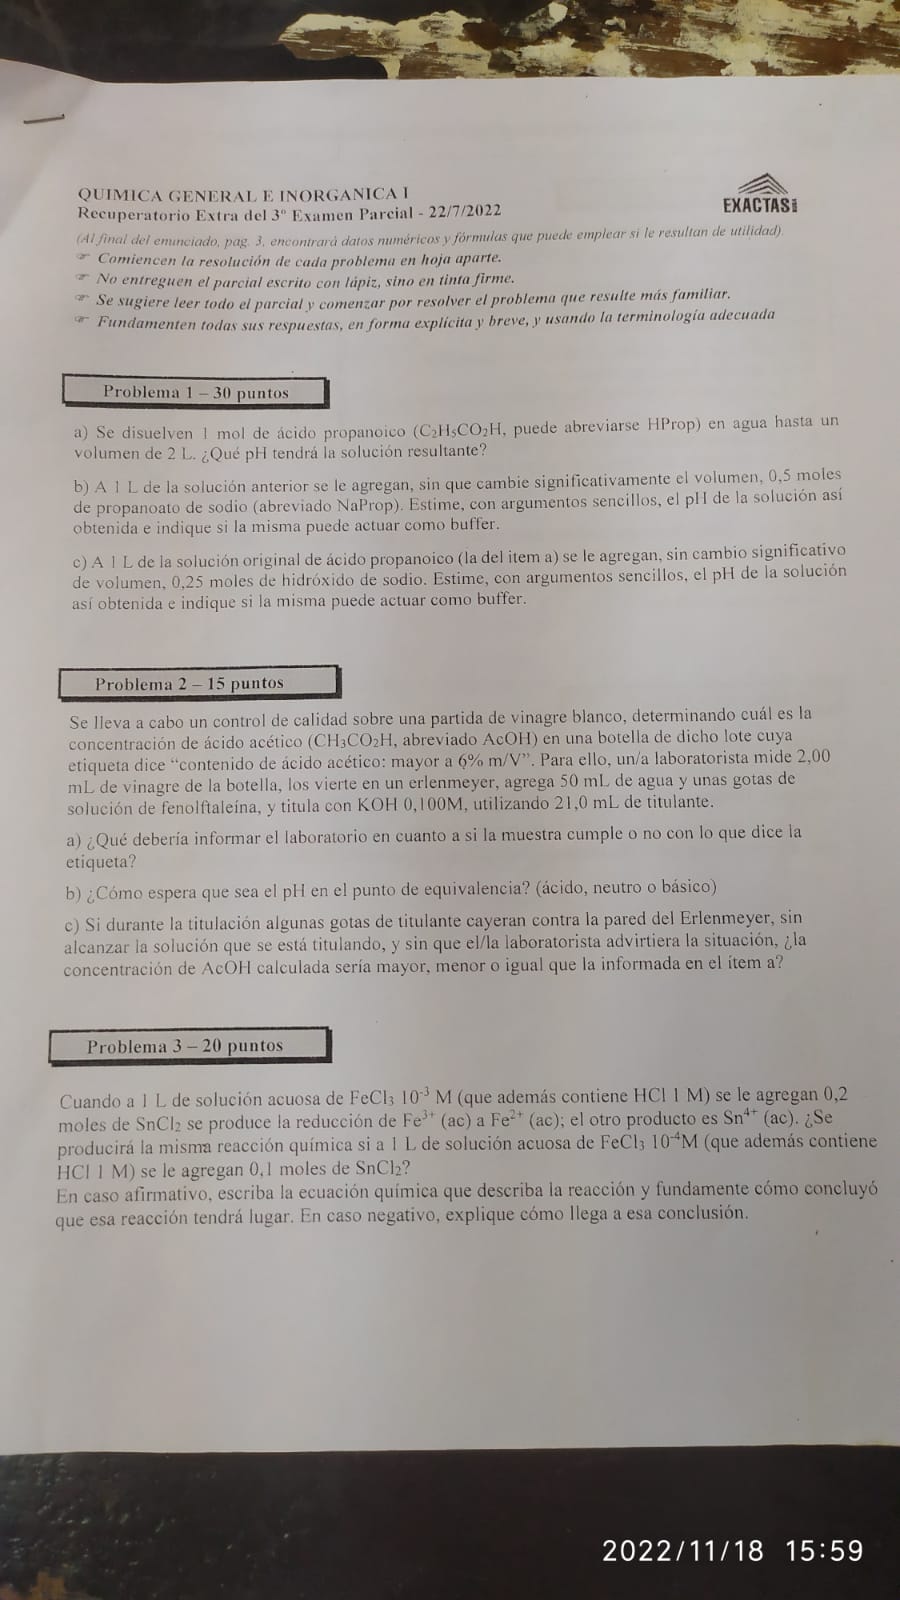 QUIMICA GENERAL E INORGANICA I
Recuperatorio Extra del 3º Examen Parcial - 22/7/2022
EXACTAS
(Al final del enunciado, pag. 3, encontrará datos numéricos y fórmulas que puede emplear si le resultan de utilidad).
☞ Comiencen la resolución de cada problema en hoja aparte.
☞ No entreguen el parcial escrito con lápiz, sino en tinta firme.
☞ Se sugiere leer todo el parcial y comenzar por resolver el problema que resulte más familiar.
☞ Fundamenten todas sus respuestas, en forma explícita y breve, y usando la terminología adecuada
Problema 1 – 30 puntos
a) Se disuelven 1 mol de ácido propanoico (C₂H₅CO₂H, puede abreviarse HProp) en agua hasta un
volumen de 2 L. ¿Qué pH tendrá la solución resultante?
b) A 1 L de la solución anterior se le agregan, sin que cambie significativamente el volumen, 0,5 moles
de propanoato de sodio (abreviado NaProp). Estime, con argumentos sencillos, el pH de la solución así
obtenida e indique si la misma puede actuar como buffer.
c) A 1 L de la solución original de ácido propanoico (la del item a) se le agregan, sin cambio significativo
de volumen, 0,25 moles de hidróxido de sodio. Estime, con argumentos sencillos, el pH de la solución
así obtenida e indique si la misma puede actuar como buffer.
Problema 2 – 15 puntos
Se lleva a cabo un control de calidad sobre una partida de vinagre blanco, determinando cuál es la
concentración de ácido acético (CH₃CO₂H, abreviado AcOH) en una botella de dicho lote cuya
etiqueta dice “contenido de ácido acético: mayor a 6% m/V”. Para ello, un/a laboratorista mide 2,00
mL de vinagre de la botella, los vierte en un erlenmeyer, agrega 50 mL de agua y unas gotas de
solución de fenolftaleína, y titula con KOH 0,100M, utilizando 21,0 mL de titulante.
a) ¿Qué debería informar el laboratorio en cuanto a si la muestra cumple o no con lo que dice la
etiqueta?
b) ¿Cómo espera que sea el pH en el punto de equivalencia? (ácido, neutro o básico)
c) Si durante la titulación algunas gotas de titulante cayeran contra la pared del Erlenmeyer, sin
alcanzar la solución que se está titulando, y sin que el/la laboratorista advirtiera la situación, ¿la
concentración de AcOH calculada sería mayor, menor o igual que la informada en el ítem a?
Problema 3 – 20 puntos
Cuando a 1 L de solución acuosa de FeCl₃ 10⁻³ M (que además contiene HCl 1 M) se le agregan 0,2
moles de SnCl₂ se produce la reducción de Fe³⁺ (ac) a Fe²⁺ (ac); el otro producto es Sn⁴⁺ (ac). ¿Se
producirá la misma reacción química si a 1 L de solución acuosa de FeCl₃ 10⁻⁴M (que además contiene
HCl 1 M) se le agregan 0,1 moles de SnCl₂?
En caso afirmativo, escriba la ecuación química que describa la reacción y fundamente cómo concluyó
que esa reacción tendrá lugar. En caso negativo, explique cómo llega a esa conclusión.
2022/11/18 15:59